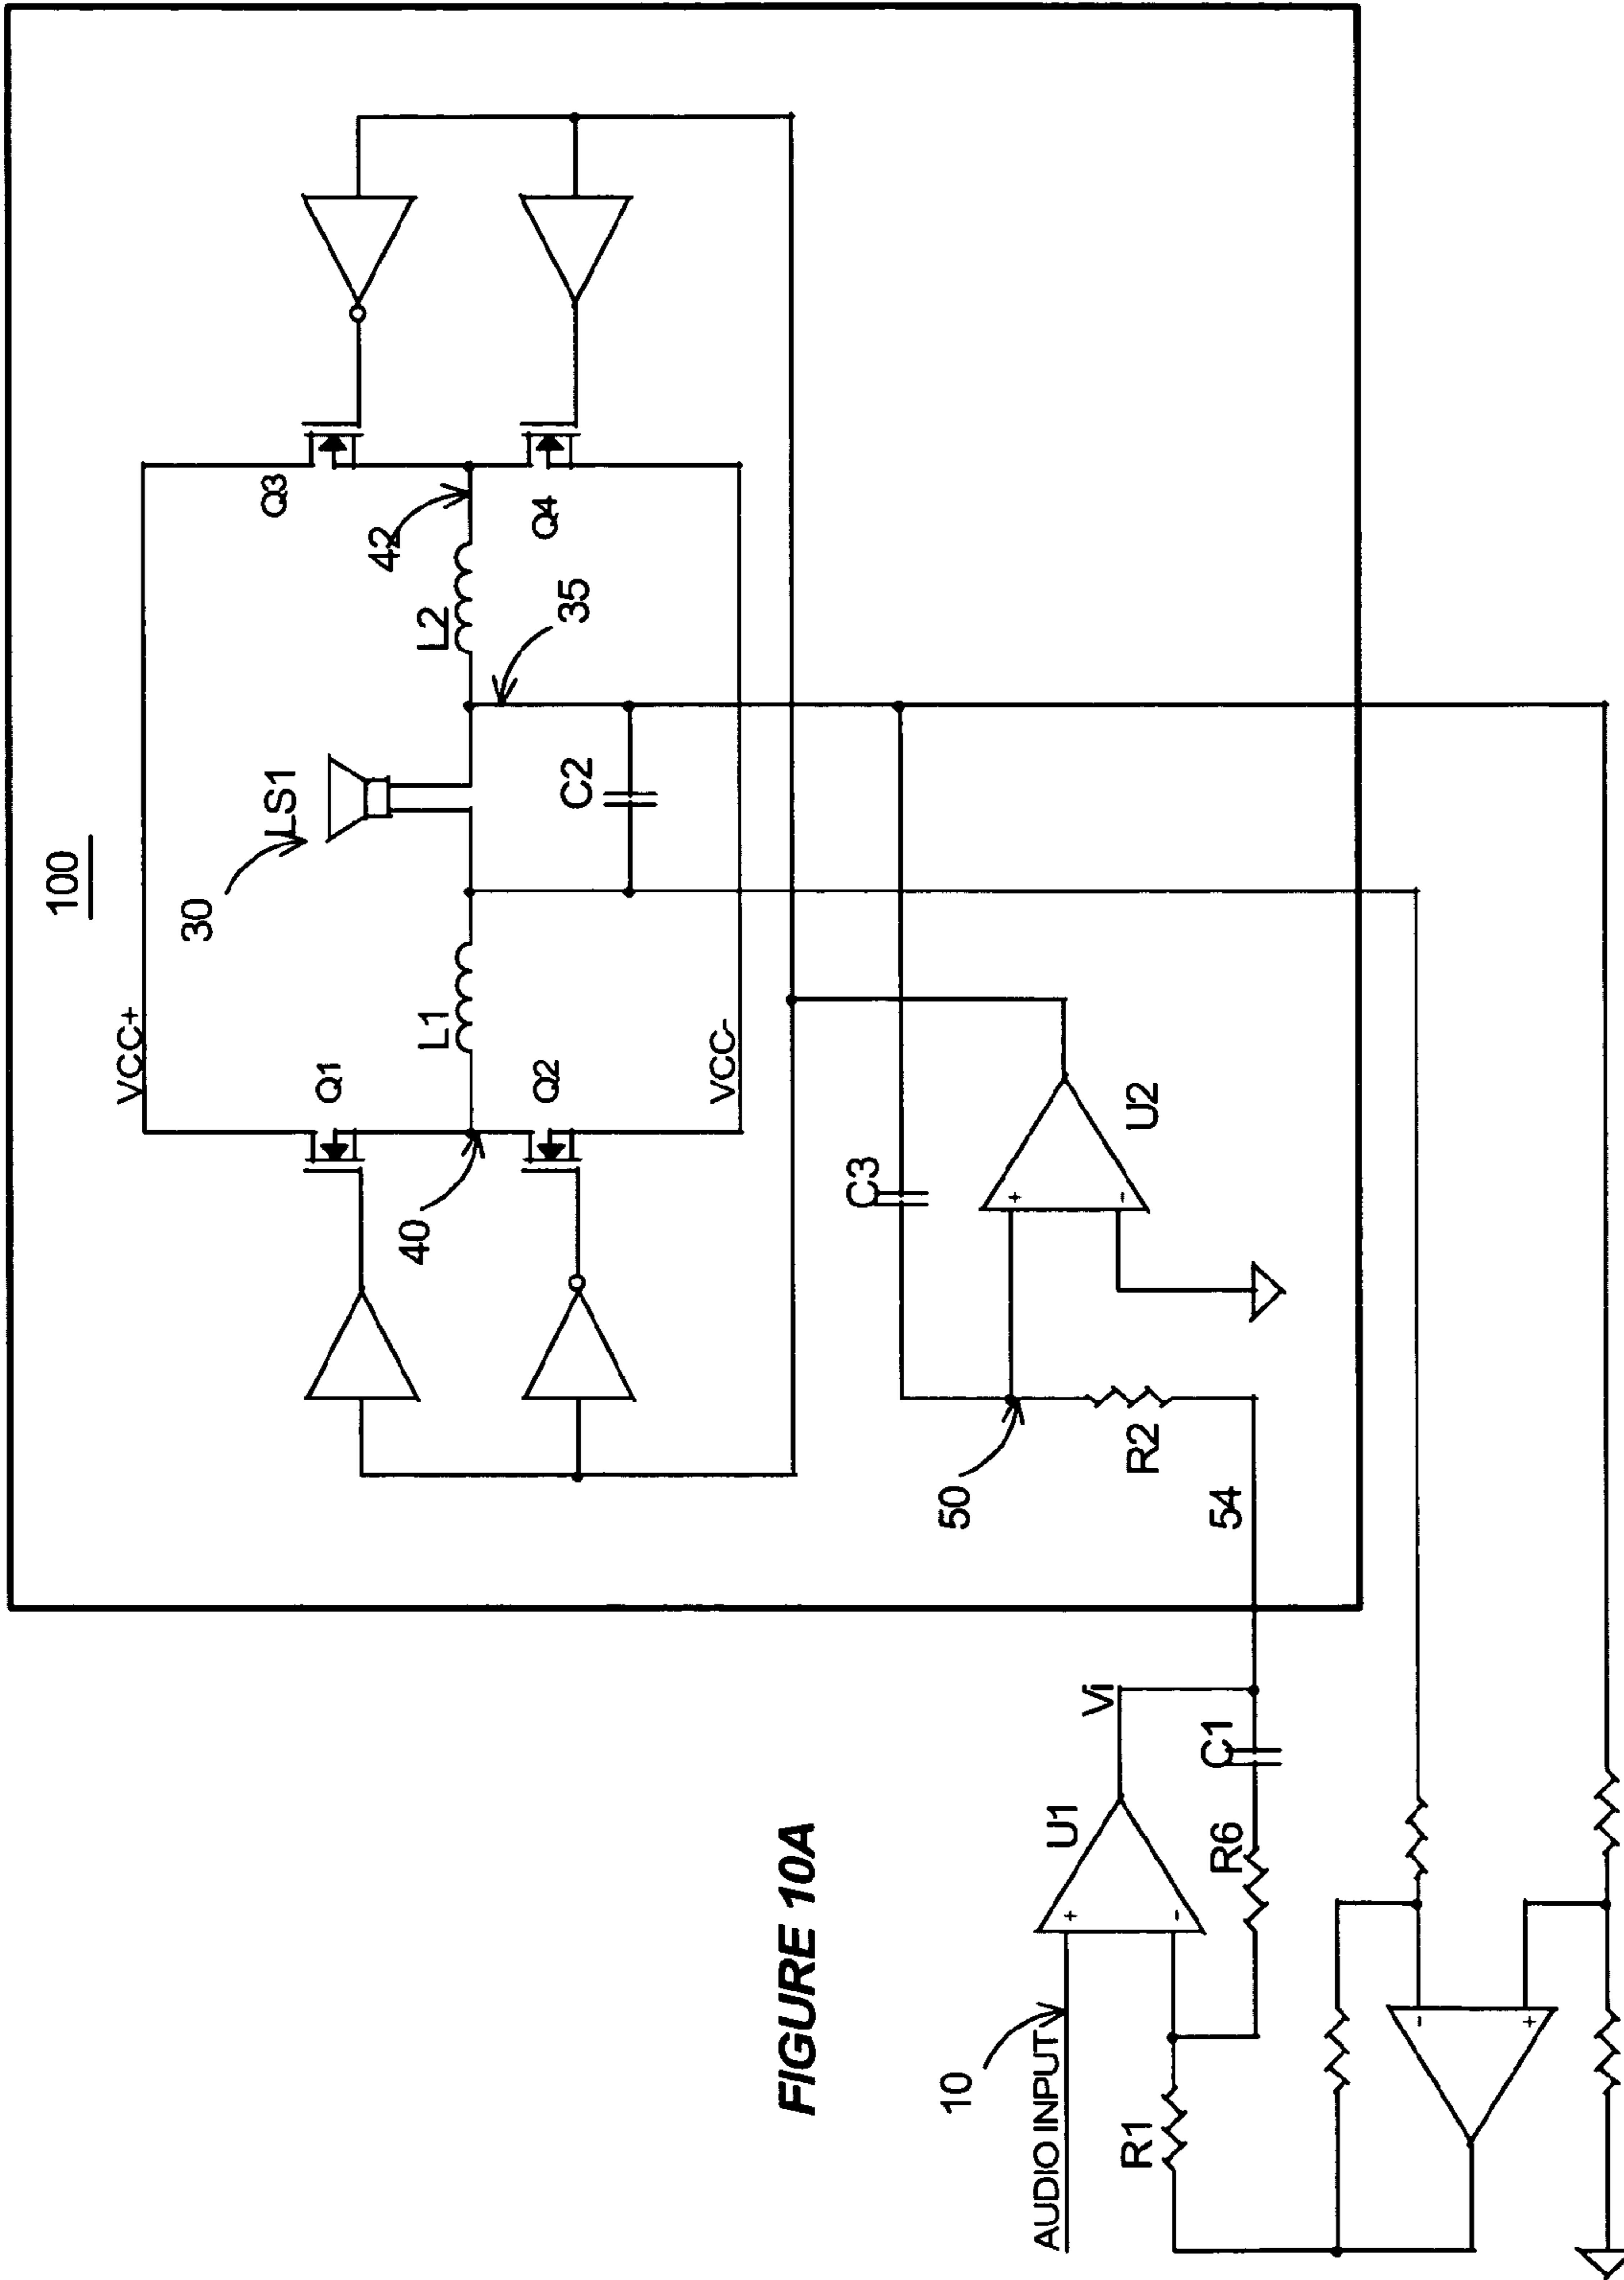 100
VCC+
30
LS1
Q1
Q3
L1
L2
42
40
Q2
35
Q4
VCC-
C2
C3
50
+
-
U2
R2
54
FIGURE 10A
10
AUDIO INPUT
+
-
U1
Vi
R1
R6
C1
-
+